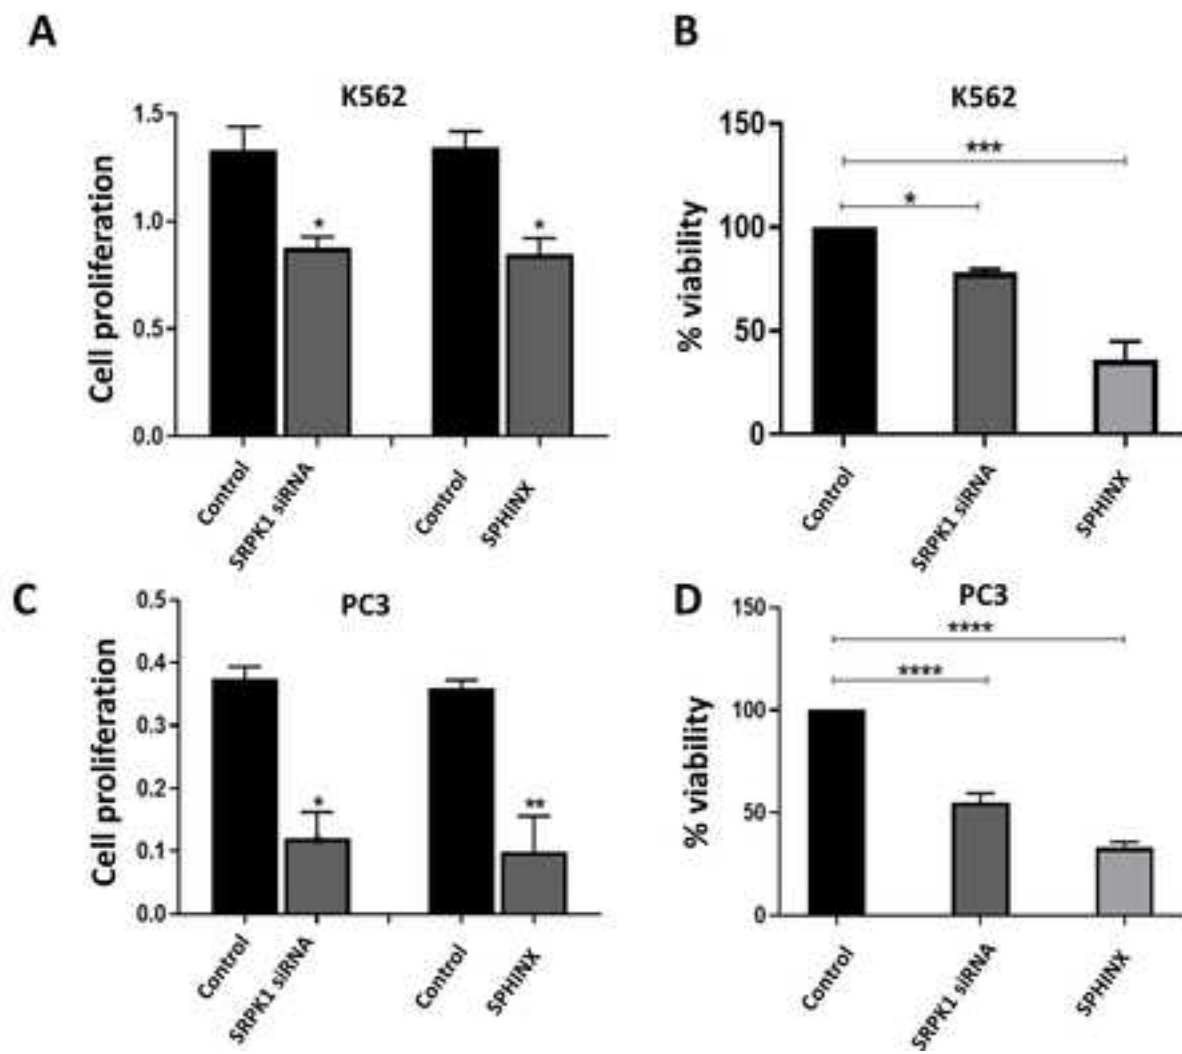 A
K562
Cell proliferation
1.5
1.0
0.5
0.0
*
*
Control
SRPK1 siRNA
Control
SPHINX
B
K562
% viability
150
100
50
0
***
*
Control
SRPK1 siRNA
SPHINX
C
PC3
Cell proliferation
0.5
0.4
0.3
0.2
0.1
0.0
*
**
Control
SRPK1 siRNA
Control
SPHINX
D
PC3
% viability
150
100
50
0
****
****
Control
SRPK1 siRNA
SPHINX